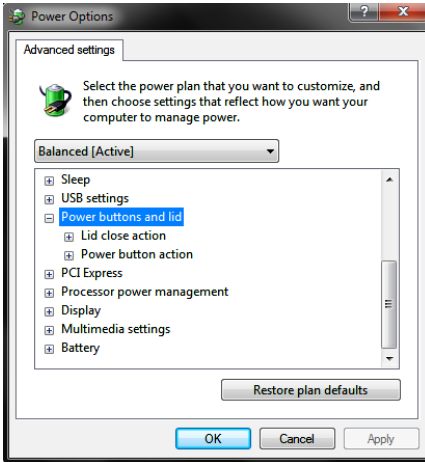 Power Options
Advanced settings
Select the power plan that you want to customize, and
then choose settings that reflect how you want your
computer to manage power.
Balanced [Active]
Sleep
USB settings
Power buttons and lid
Lid close action
Power button action
PCI Express
Processor power management
Display
Multimedia settings
Battery
Restore plan defaults
OK Cancel Apply